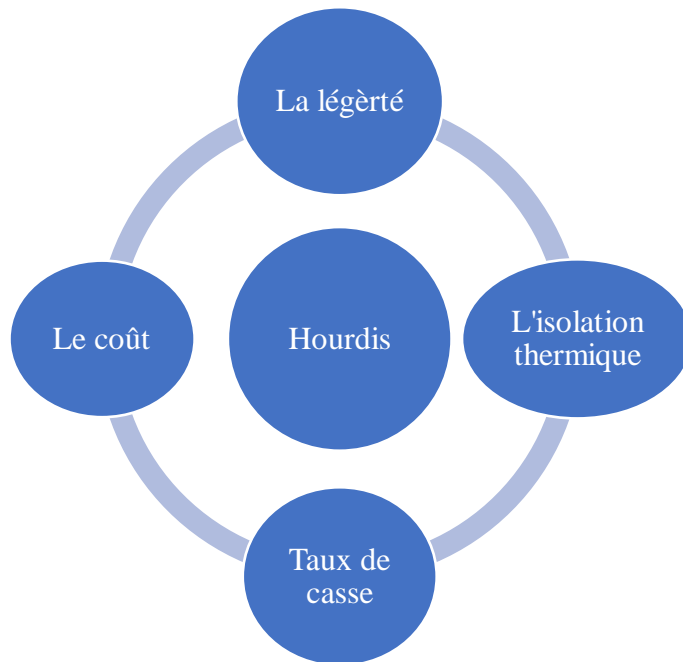 La légèrté
Le coût
Hourdis
L'isolation
thermique
Taux de
casse